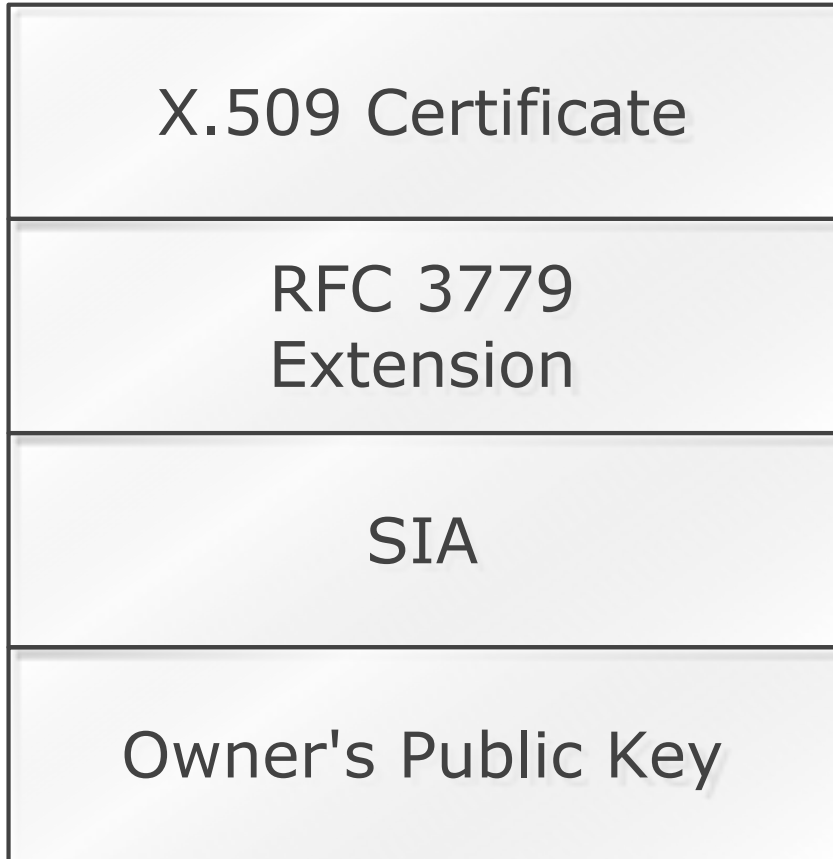 X.509 Certificate
RFC 3779
Extension
SIA
Owner's Public Key